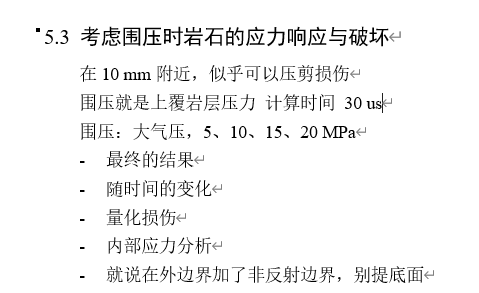 5.3 考虑围压时岩石的应力响应与破坏
在 10 mm 附近，似乎可以压剪损伤
围压就是上覆岩层压力 计算时间 30 us
围压：大气压，5、10、15、20 MPa
- 最终的结果
- 随时间的变化
- 量化损伤
- 内部应力分析
- 就说在外边界加了非反射边界，别提底面